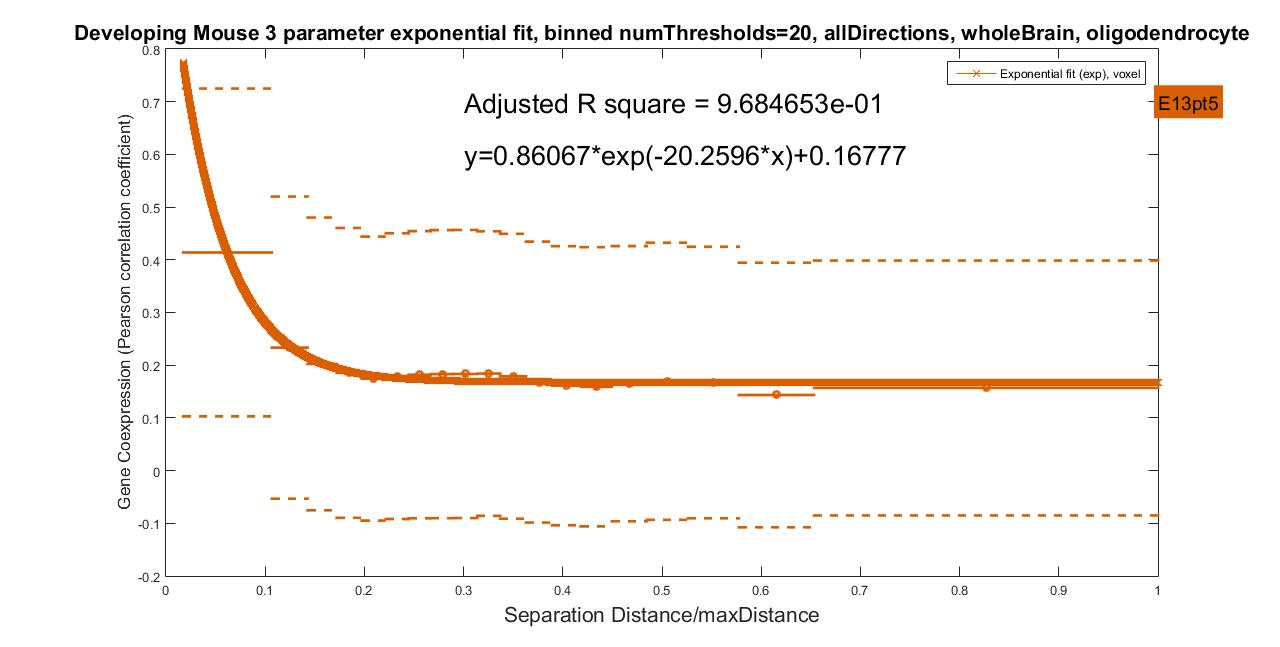 Developing Mouse 3 parameter exponential fit, binned numThresholds=20, allDirections, wholeBrain, oligodendrocyte
Exponential fit (exp), voxel
E13pt5
Adjusted R square = 9.684653e-01
y=0.86067*exp(-20.2596*x)+0.16777
Gene Coexpression (Pearson correlation coefficient)
0.8
0.7
0.6
0.5
0.4
0.3
0.2
0.1
0
-0.1
-0.2
0 0.1 0.2 0.3 0.4 0.5 0.6 0.7 0.8 0.9 1
Separation Distance/maxDistance